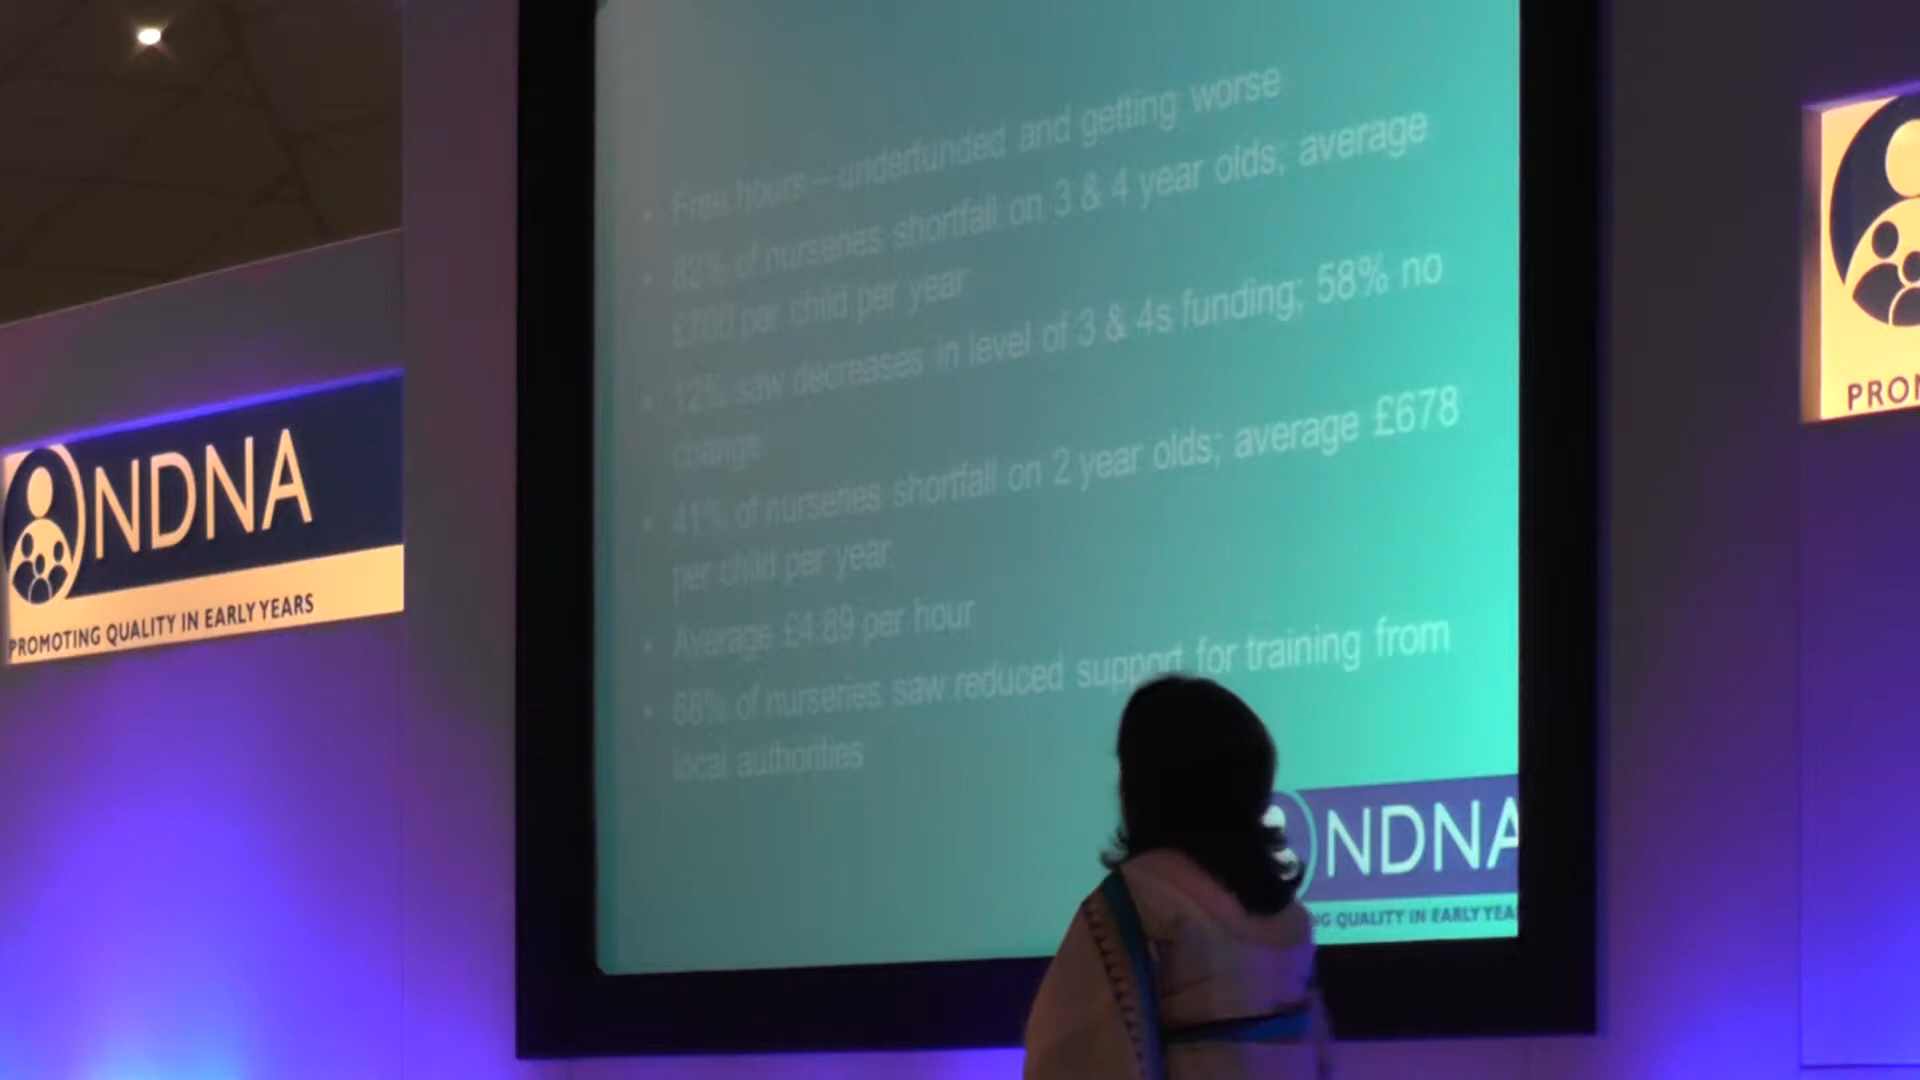 Free hours – underfunded and getting worse
82% of nurseries shortfall on 3 & 4 year olds; average
£700 per child per year
12% saw decreases in level of 3 & 4s funding; 58% no
change
41% of nurseries shortfall on 2 year olds; average £678
per child per year
Average £4.89 per hour
68% of nurseries saw reduced support for training from
local authorities
NDNA
PROMOTING QUALITY IN EARLY YEARS
NDNA
NG QUALITY IN EARLY YEA
PROM